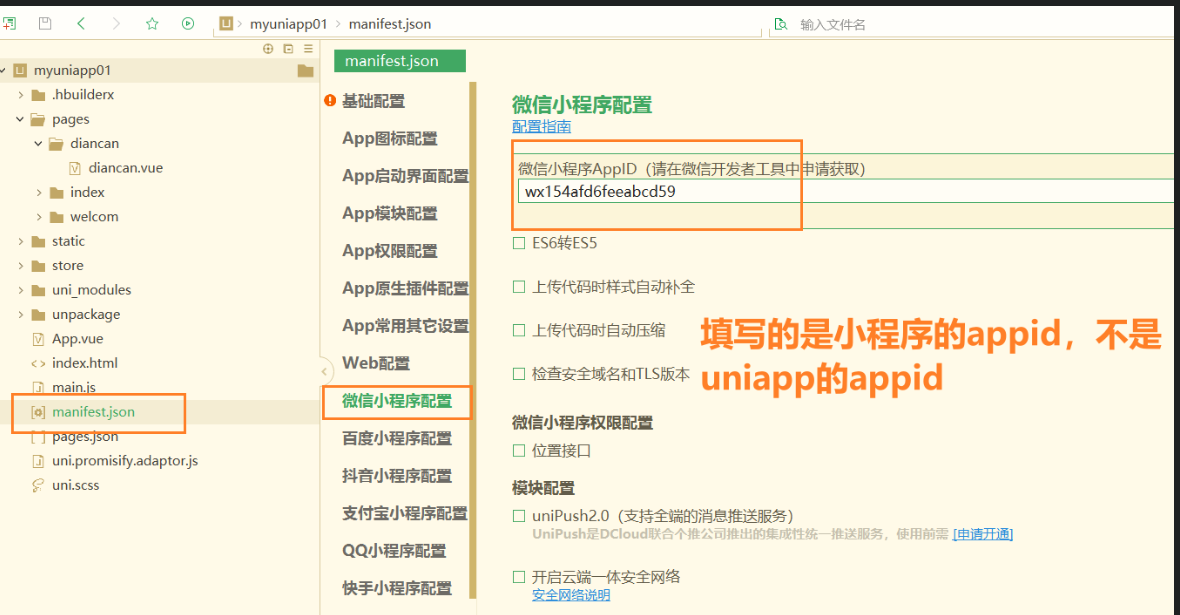 myuniapp01 > manifest.json
输入文件名
myuniapp01
.hbuilderx
pages
diancan
diancan.vue
index
welcom
static
store
uni_modules
unpackage
App.vue
index.html
main.js
manifest.json
pages.json
uni.promisify.adaptor.js
uni.scss
manifest.json
基础配置
App图标配置
App启动界面配置
App模块配置
App权限配置
App原生插件配置
App常用其它设置
Web配置
微信小程序配置
百度小程序配置
抖音小程序配置
支付宝小程序配置
QQ小程序配置
快手小程序配置
微信小程序配置
配置指南
微信小程序AppID（请在微信开发者工具中申请获取）
wx154afd6feeabcd59
ES6转ES5
上传代码时样式自动补全
上传代码时自动压缩
检查安全域名和TLS版本
填写的是小程序的appid，不是
uniapp的appid
微信小程序权限配置
位置接口
模块配置
uniPush2.0（支持全端的消息推送服务）
UniPush是DCloud联合个推公司推出的集成性统一推送服务，使用前需 [申请开通]
开启云端一体安全网络
安全网络说明